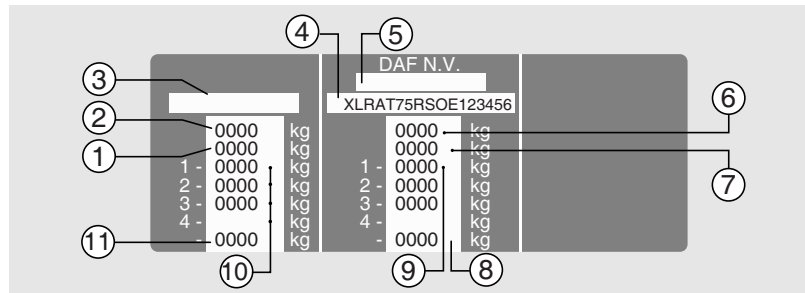 4 5
DAF N.V.
3
XLRAT75RSOE123456
2 0000 kg 0000 kg 6
1 0000 kg 0000 kg 7
1 - 0000 kg 1 - 0000 kg
2 - 0000 kg 2 - 0000 kg
3 - 0000 kg 3 - 0000 kg
4 - kg 4 - kg
11 - 0000 kg - 0000 kg
10 9 8